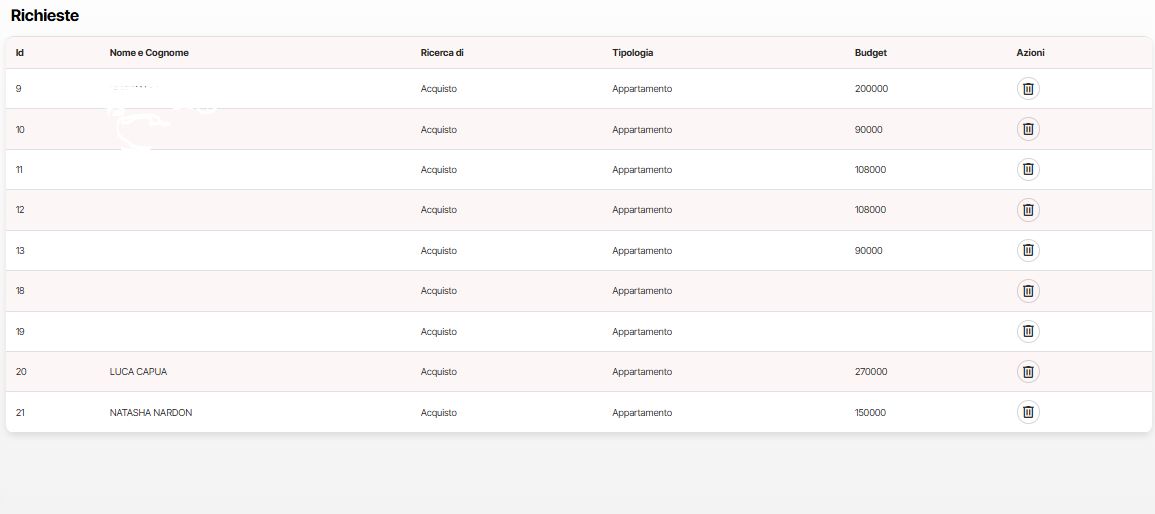 Richieste
Id Nome e Cognome Ricerca di Tipologia Budget Azioni
9 Acquisto Appartamento 200000
10 Acquisto Appartamento 90000
11 Acquisto Appartamento 108000
12 Acquisto Appartamento 108000
13 Acquisto Appartamento 90000
18 Acquisto Appartamento
19 Acquisto Appartamento
20 LUCA CAPUA Acquisto Appartamento 270000
21 NATASHA NARDON Acquisto Appartamento 150000